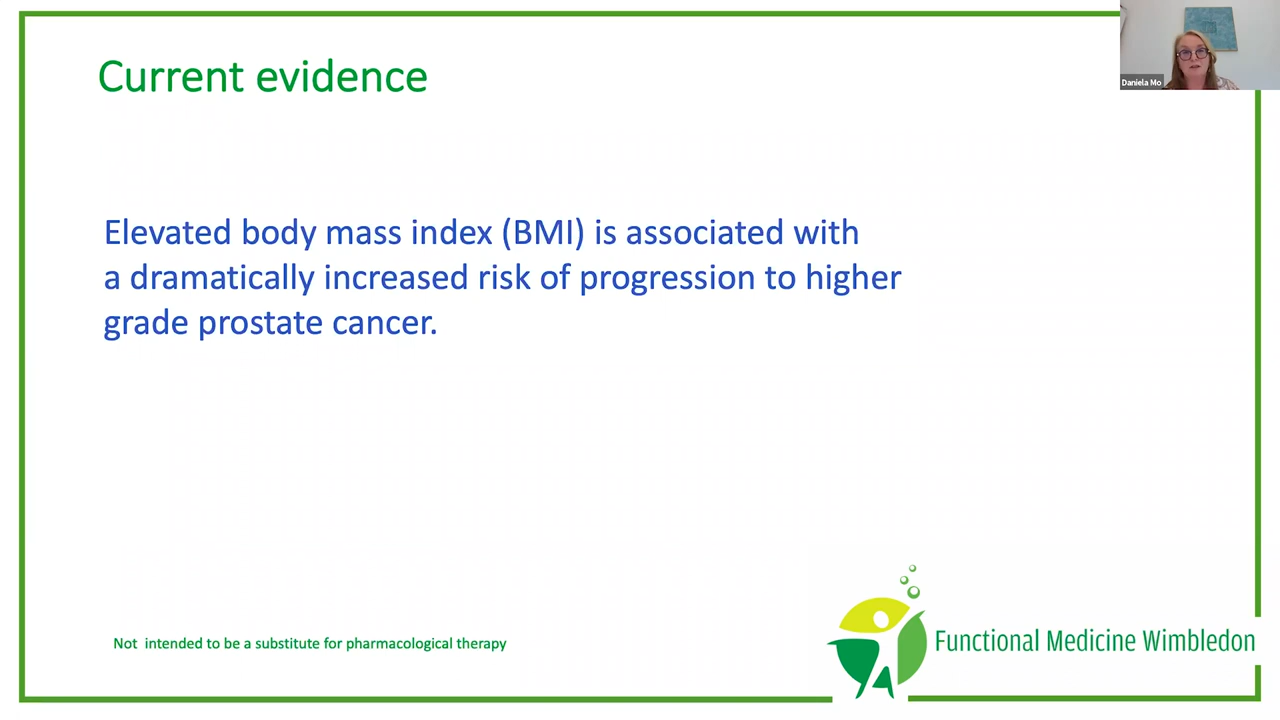 Current evidence
Daniela Mo
Elevated body mass index (BMI) is associated with
a dramatically increased risk of progression to higher
grade prostate cancer.
Not intended to be a substitute for pharmacological therapy
Functional Medicine Wimbledon